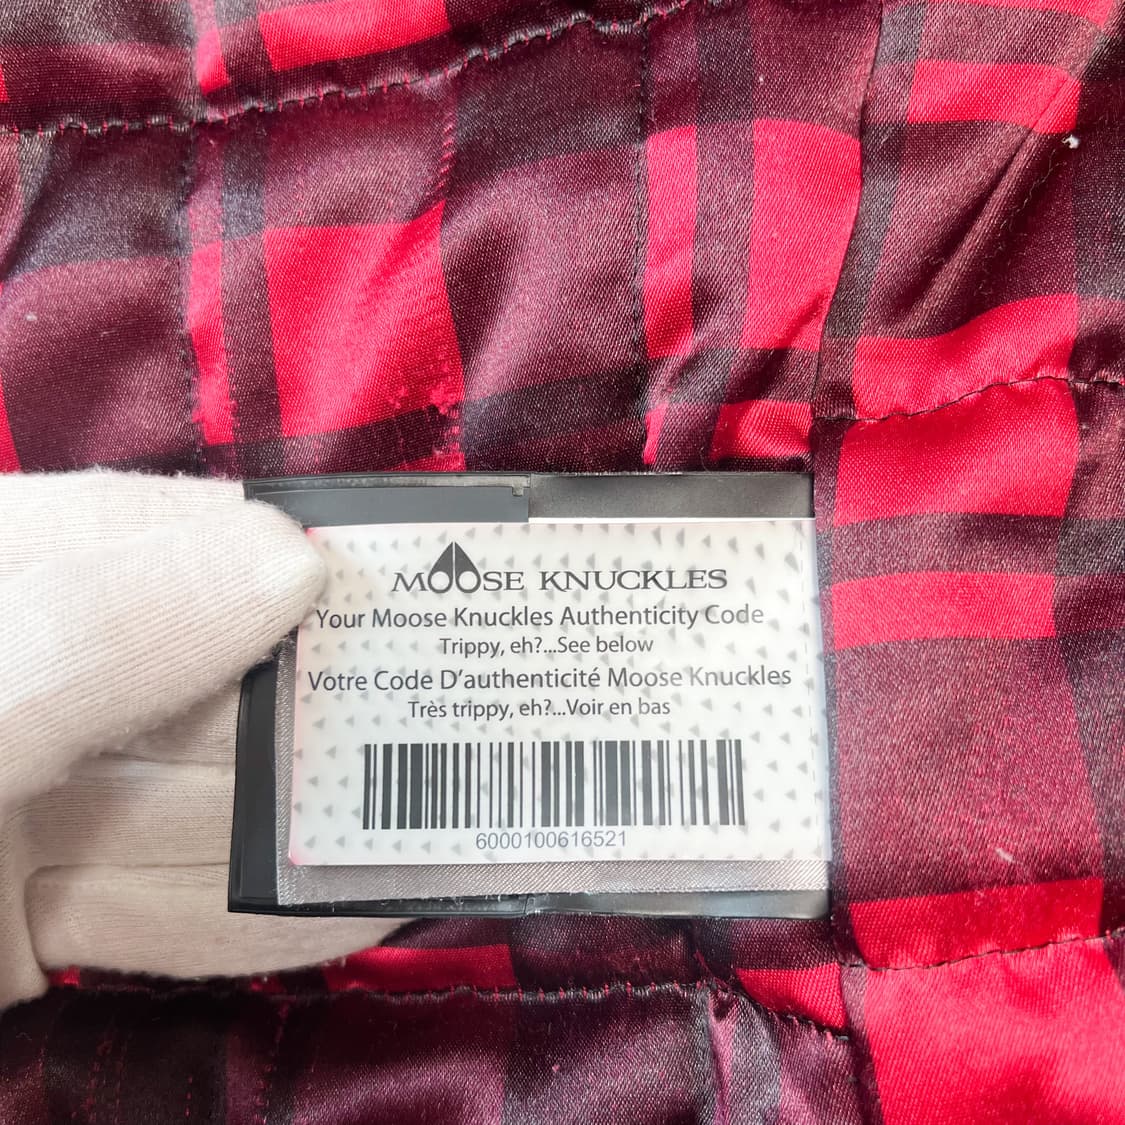 MOOSE KNUCKLES
Your Moose Knuckles Authenticity Code
Trippy, eh?...See below
Votre Code D'authenticité Moose Knuckles
Très trippy, eh?...Voir en bas
6000100616521